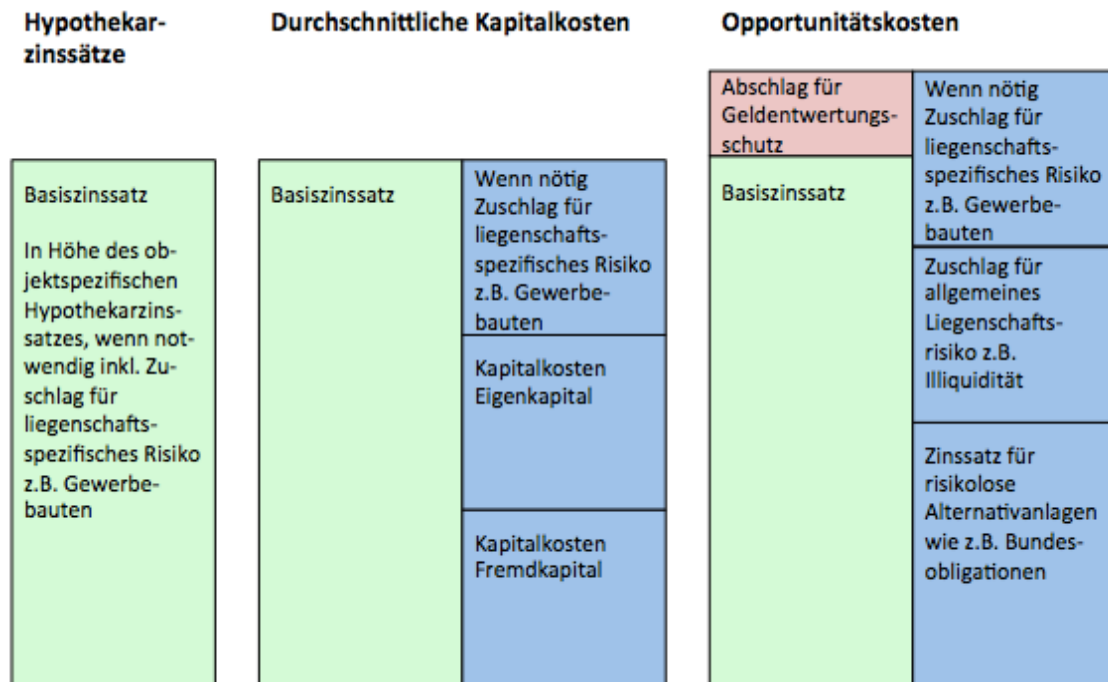 Hypothekar-
zinssätze
Durchschnittliche Kapitalkosten
Opportunitätskosten
Basiszinssatz
In Höhe des ob-
jektspezifischen
Hypothekarzins-
satzes, wenn not-
wendig inkl. Zu-
schlag für
liegenschafts-
spezifisches Risiko
z.B. Gewerbe-
bauten
Basiszinssatz
Wenn nötig
Zuschlag für
liegenschafts-
spezifisches Risiko
z.B. Gewerbe-
bauten
Kapitalkosten
Eigenkapital
Kapitalkosten
Fremdkapital
Abschlag für
Geldentwertungs-
schutz
Basiszinssatz
Wenn nötig
Zuschlag für
liegenschafts-
spezifisches Risiko
z.B. Gewerbe-
bauten
Zuschlag für
allgemeines
Liegenschafts-
risiko z.B.
Illiquidität
Zinssatz für
risikolose
Alternativanlagen
wie z.B. Bundes-
obligationen